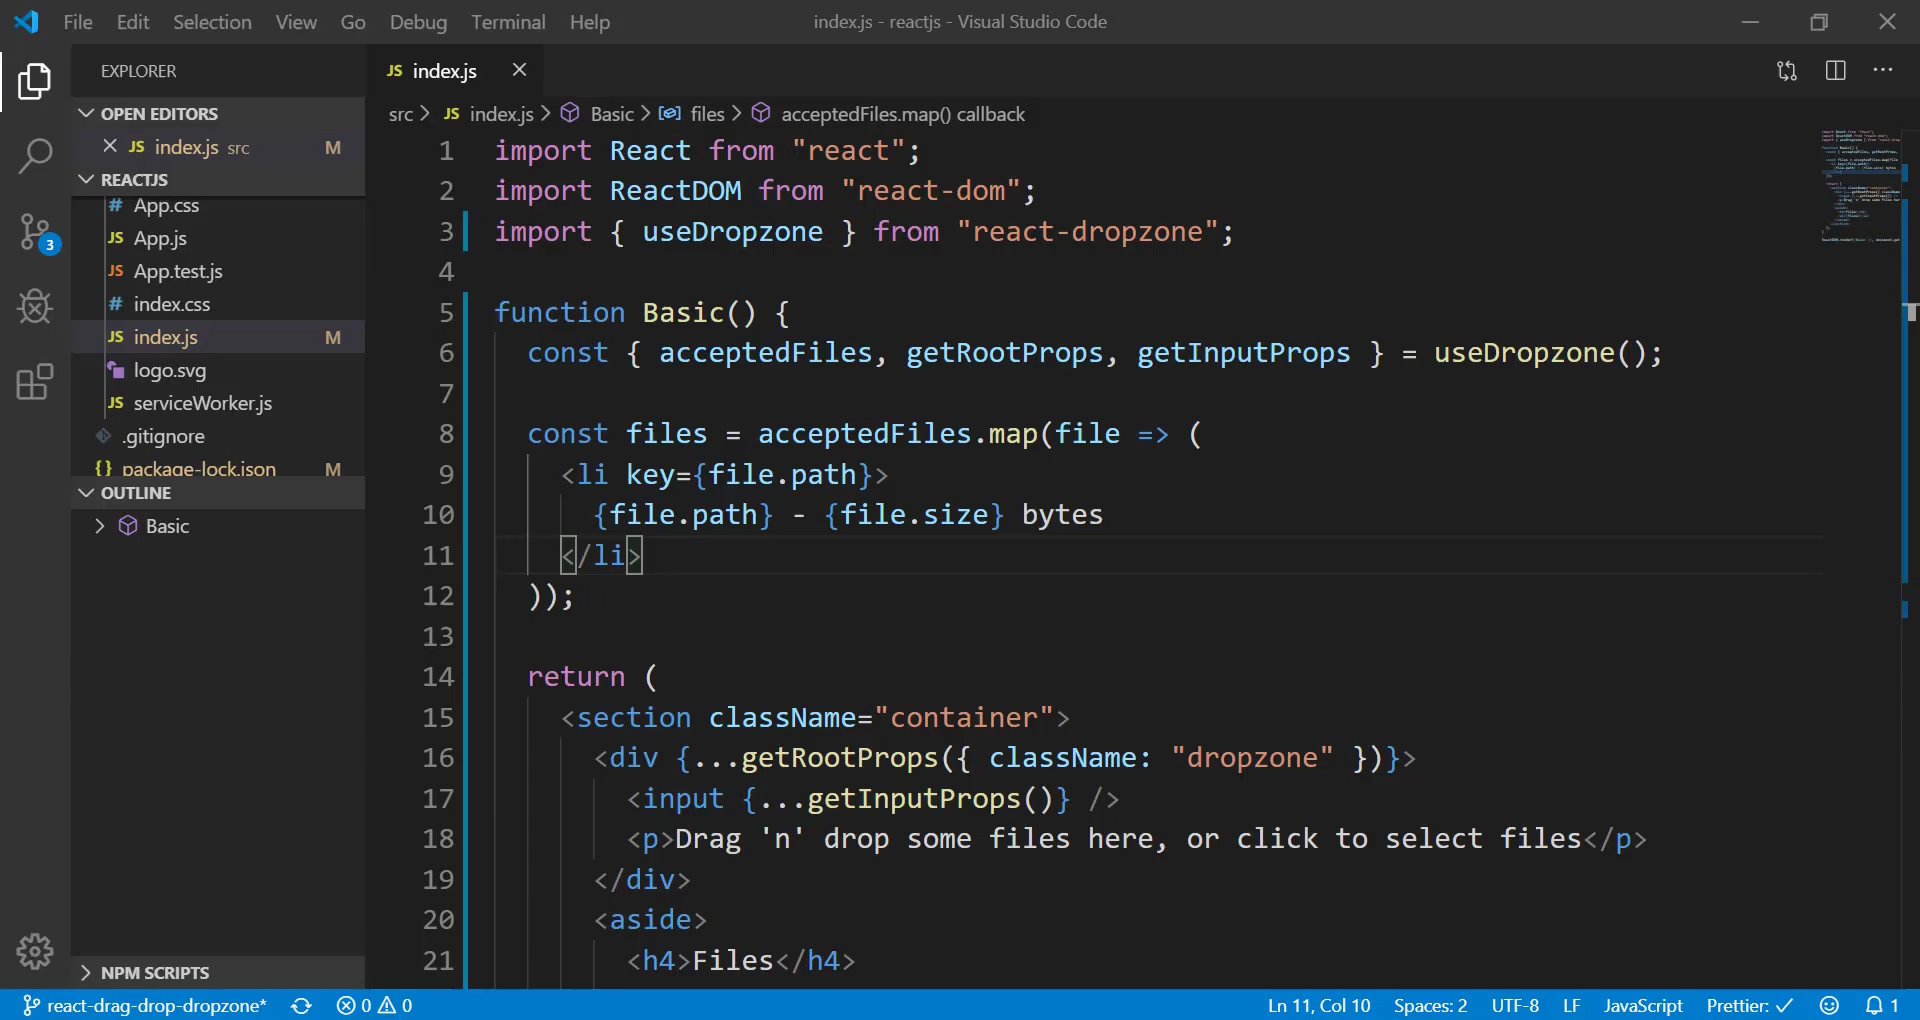 File Edit Selection View Go Debug Terminal Help
index.js - reactjs - Visual Studio Code
EXPLORER
OPEN EDITORS
JS index.js src M
REACTJS
# App.css
JS App.js
JS App.test.js
# index.css
JS index.js M
logo.svg
JS serviceWorker.js
.gitignore
{} package-lock.json M
OUTLINE
Basic
NPM SCRIPTS
3
JS index.js
src > JS index.js > Basic > files > acceptedFiles.map() callback
1 import React from "react";
2 import ReactDOM from "react-dom";
3 import { useDropzone } from "react-dropzone";
4
5 function Basic() {
6 const { acceptedFiles, getRootProps, getInputProps } = useDropzone();
7
8 const files = acceptedFiles.map(file => (
9 <li key={file.path}>
10 {file.path} - {file.size} bytes
11 </li>
12 ));
13
14 return (
15 <section className="container">
16 <div {...getRootProps({ className: "dropzone" })}>
17 <input {...getInputProps()} />
18 <p>Drag 'n' drop some files here, or click to select files</p>
19 </div>
20 <aside>
21 <h4>Files</h4>
react-drag-drop-dropzone* 0 0 Ln 11, Col 10 Spaces: 2 UTF-8 LF JavaScript Prettier: ✓ 1